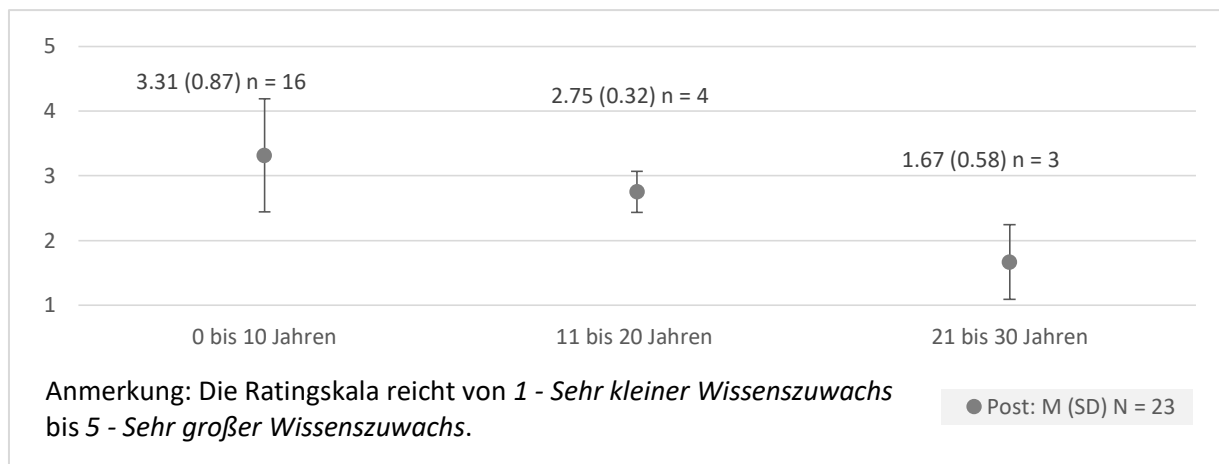 5
3.31 (0.87) n = 16
2.75 (0.32) n = 4
4
1.67 (0.58) n = 3
3
2
1
0 bis 10 Jahren
11 bis 20 Jahren
21 bis 30 Jahren
Anmerkung: Die Ratingskala reicht von 1 - Sehr kleiner Wissenszuwachs
bis 5 - Sehr großer Wissenszuwachs.
Post: M (SD) N = 23